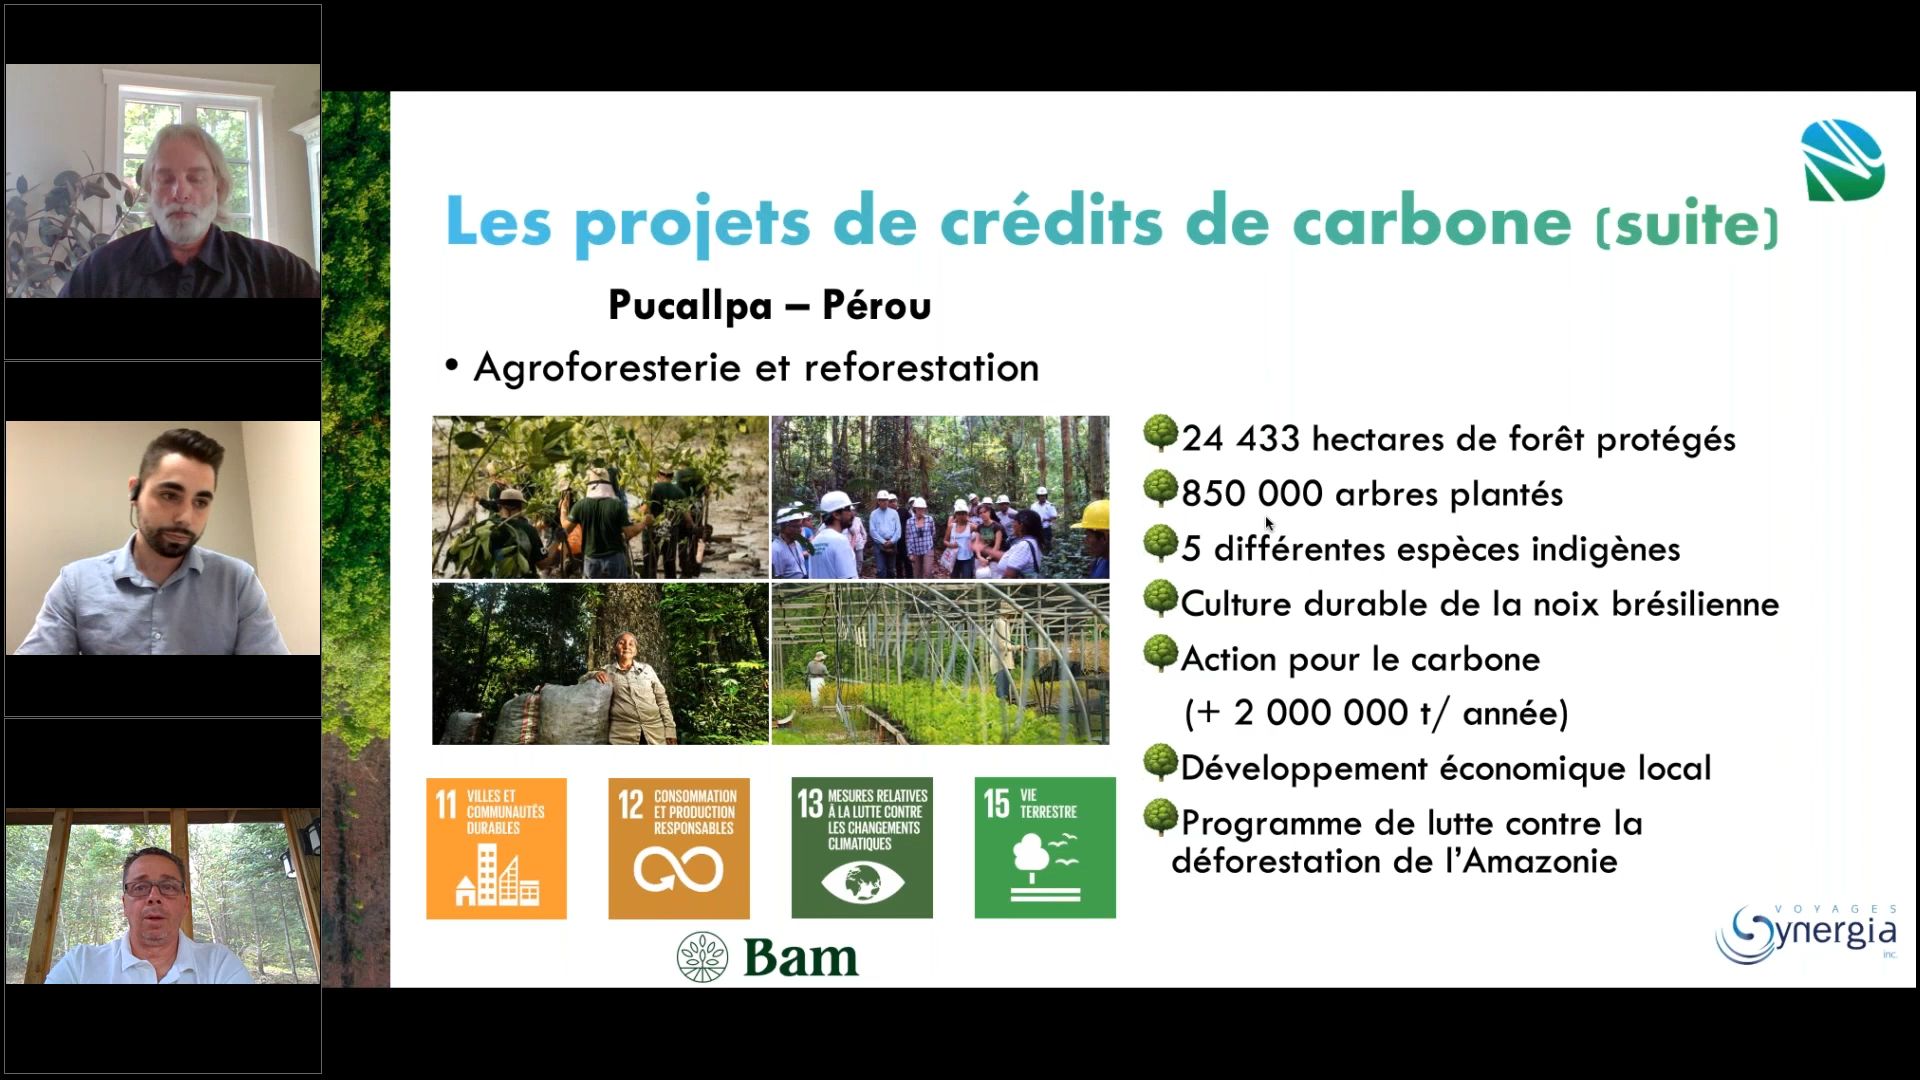 Les projets de crédits de carbone (suite)
Pucallpa – Pérou
• Agroforesterie et reforestation
24 433 hectares de forêt protégés
850 000 arbres plantés
5 différentes espèces indigènes
Culture durable de la noix brésilienne
Action pour le carbone
(+ 2 000 000 t/ année)
Développement économique local
Programme de lutte contre la
déforestation de l’Amazonie
11 VILLES ET
COMMUNAUTÉS
DURABLES
12 CONSOMMATION
ET PRODUCTION
RESPONSABLES
13 MESURES RELATIVES
À LA LUTTE CONTRE
LES CHANGEMENTS
CLIMATIQUES
15 VIE
TERRESTRE
Bam
VOYAGES
Synergia
inc.